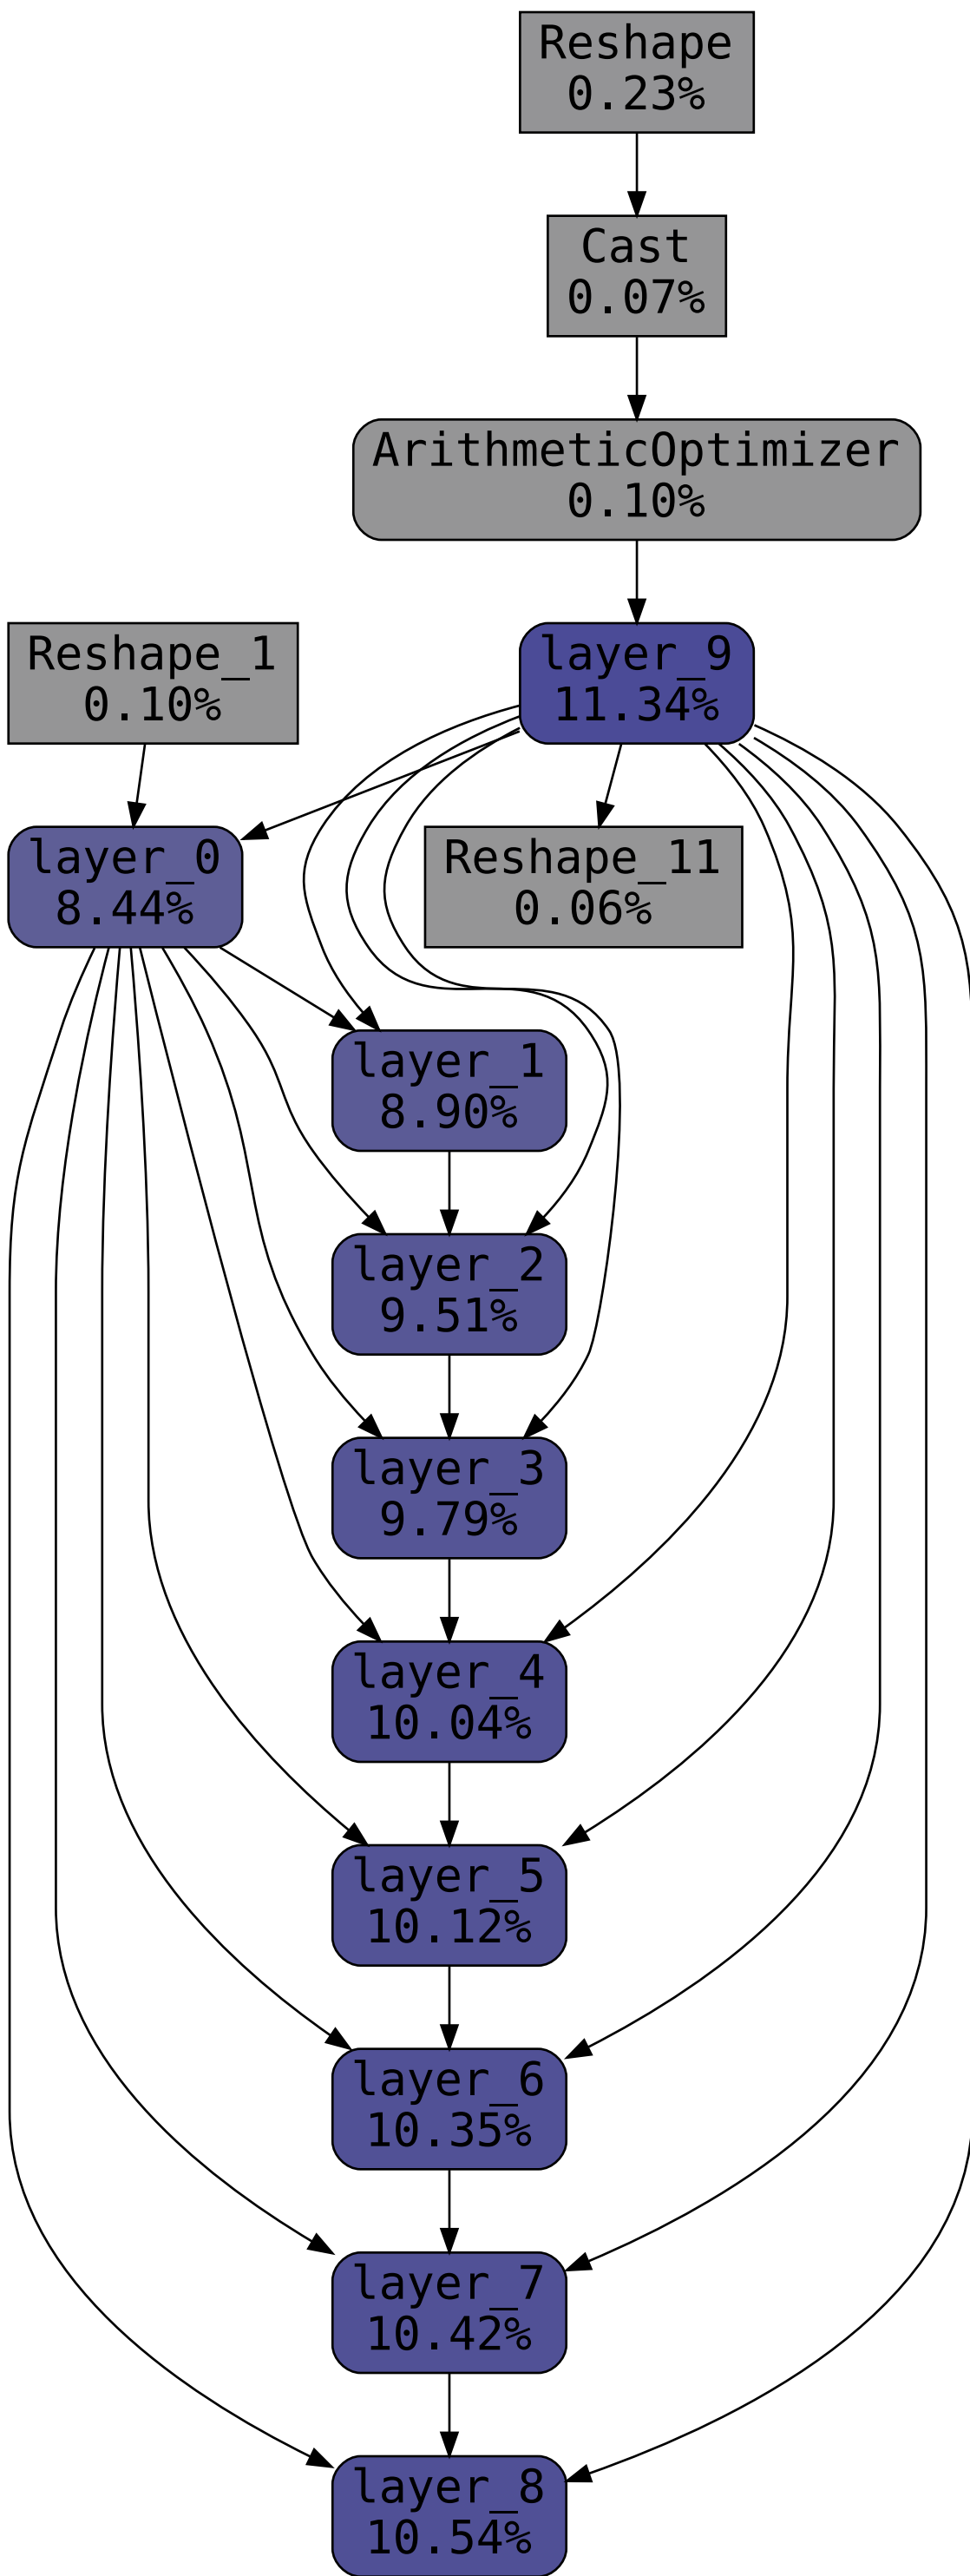 Reshape
0.23%
Cast
0.07%
ArithmeticOptimizer
0.10%
Reshape_1
0.10%
layer_9
11.34%
layer_0
8.44%
Reshape_11
0.06%
layer_1
8.90%
layer_2
9.51%
layer_3
9.79%
layer_4
10.04%
layer_5
10.12%
layer_6
10.35%
layer_7
10.42%
layer_8
10.54%